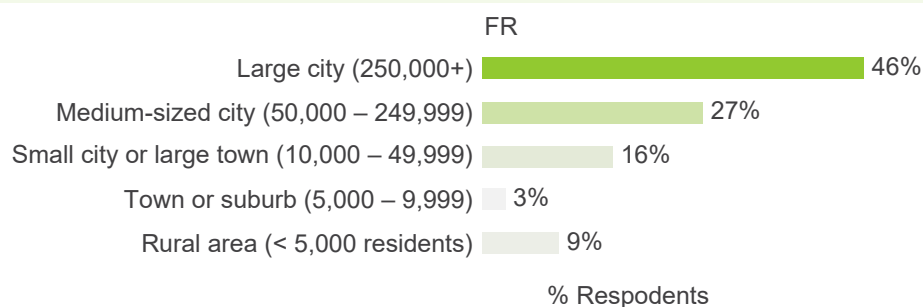 FR
Large city (250,000+) 46%
Medium-sized city (50,000 – 249,999) 27%
Small city or large town (10,000 – 49,999) 16%
Town or suburb (5,000 – 9,999) 3%
Rural area (< 5,000 residents) 9%
% Respodents